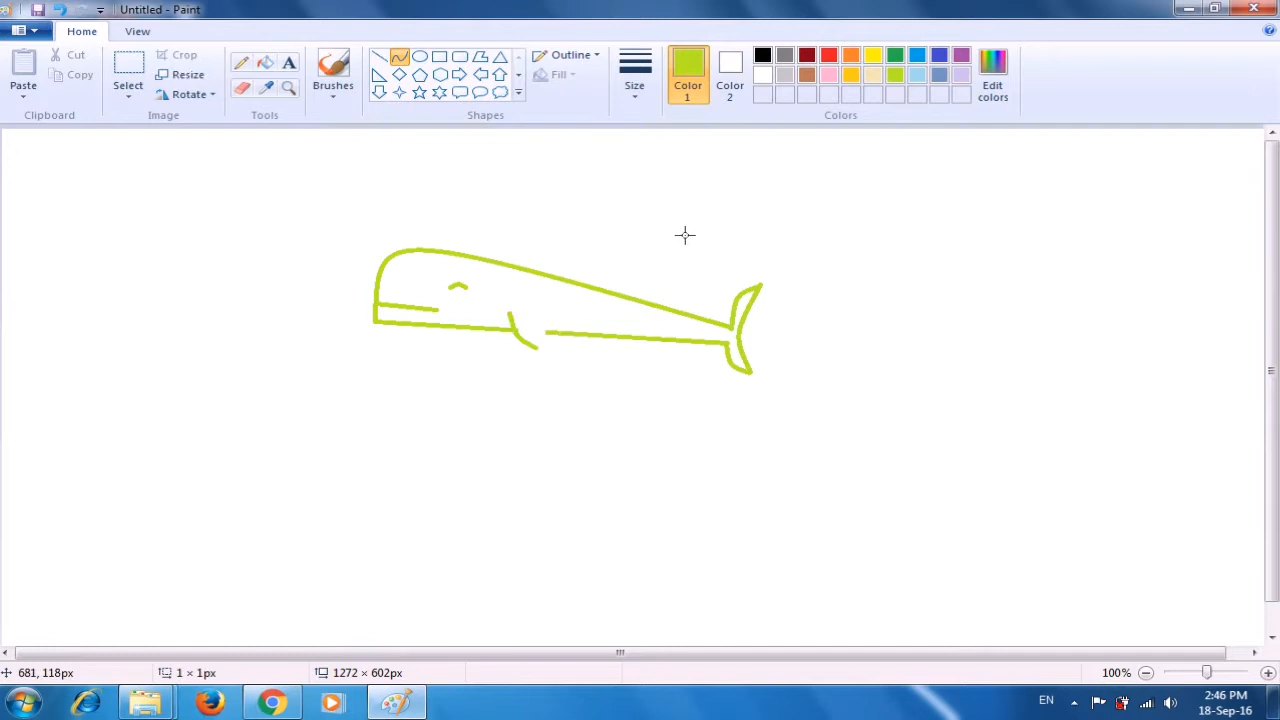 Untitled - Paint
Home View
Paste
Cut
Copy
Clipboard
Select
Crop
Resize
Rotate
Image
A
Tools
Brushes
Outline
Fill
Shapes
Size
Color 1
Color 2
Edit colors
Colors
681, 118px 1 × 1px 1272 × 602px 100%
EN
2:46 PM
18-Sep-16